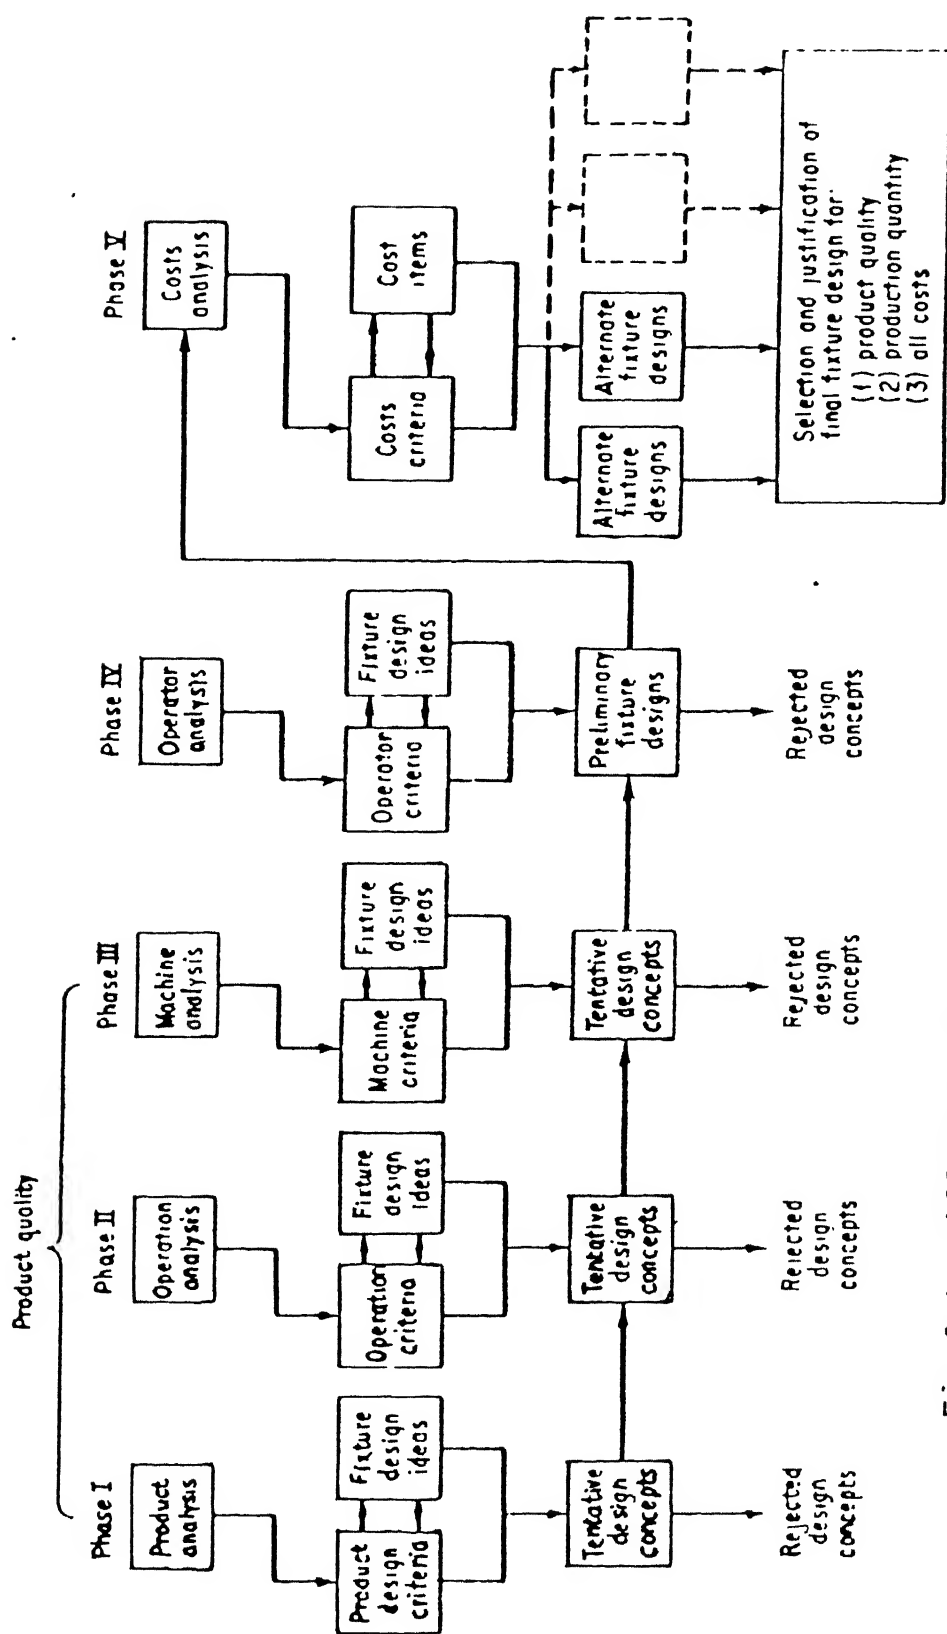 Product quality
Phase I
Product
analysis
Product
design
criteria
Fixture
design
ideas
Tentative
design
concepts
Rejected
design
concepts
Phase II
Operation
analysis
Operation
criteria
Fixture
design
ideas
Tentative
design
concepts
Rejected
design
concepts
Phase III
Machine
analysis
Machine
criteria
Fixture
design
ideas
Tentative
design
concepts
Rejected
design
concepts
Phase IV
Operator
analysis
Operator
criteria
Fixture
design
ideas
Preliminary
fixture
designs
Rejected
design
concepts
Phase V
Costs
analysis
Costs
criteria
Cost
items
Alternate
fixture
designs
Alternate
fixture
designs
Selection and justification of
final fixture design for
(1) product quality
(2) production quantity
(3) all costs